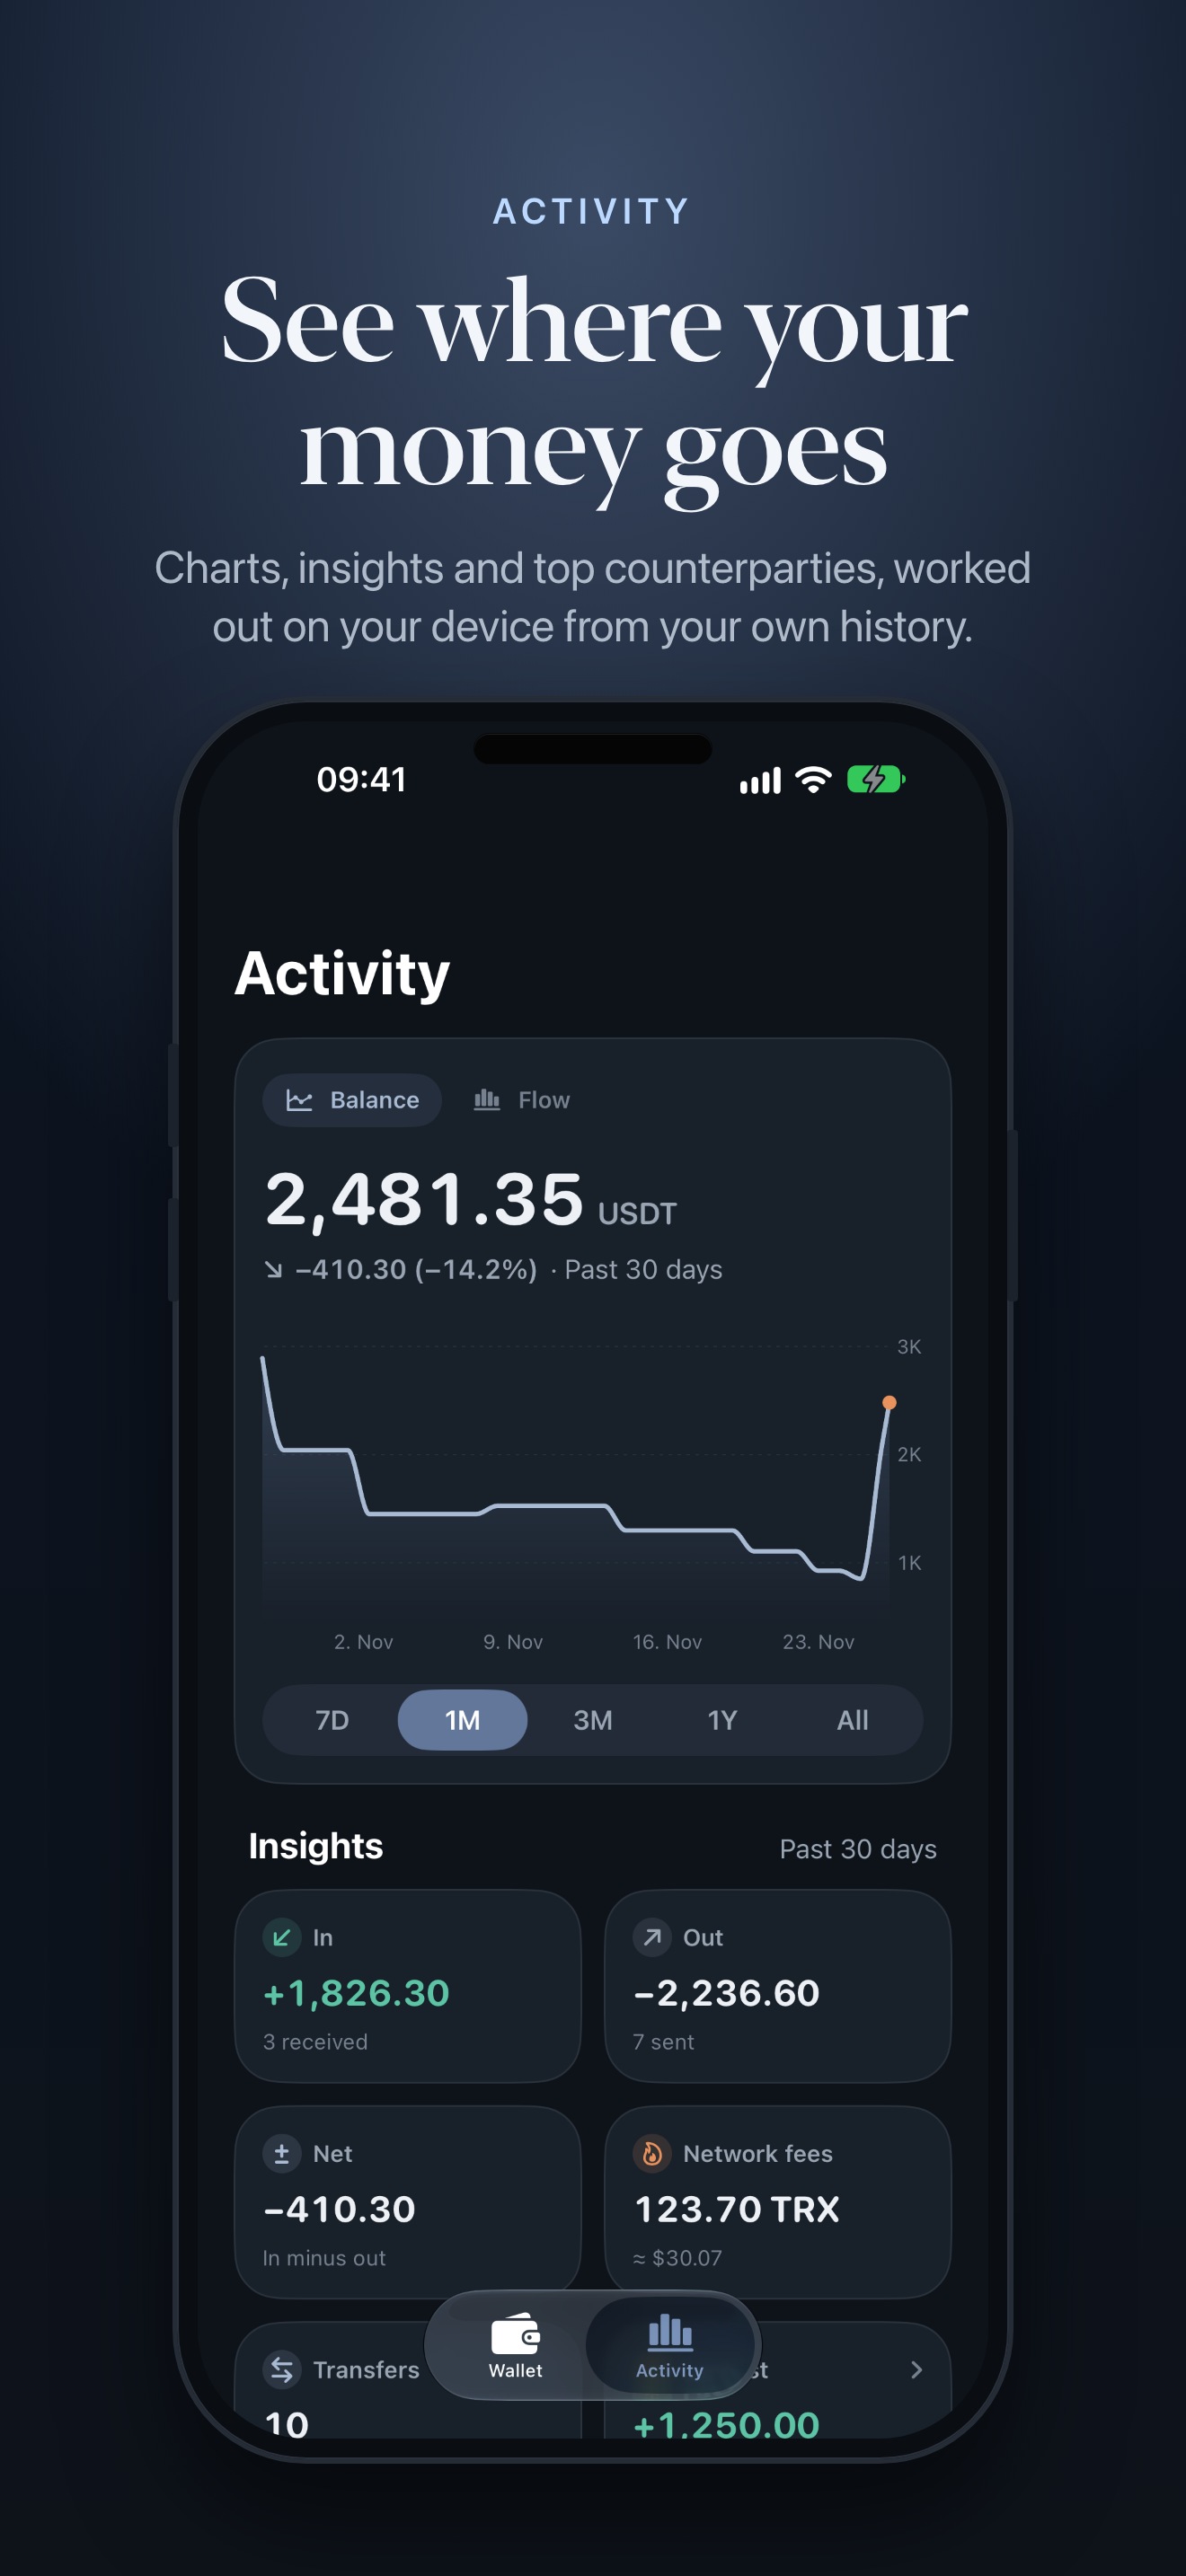 ACTIVITY
See where your
money goes
Charts, insights and top counterparties, worked
out on your device from your own history.
09:41
Activity
Balance Flow
2,481.35 USDT
−410.30 (−14.2%) · Past 30 days
3K
2K
1K
2. Nov 9. Nov 16. Nov 23. Nov
7D 1M 3M 1Y All
Insights Past 30 days
In Out
+1,826.30 −2,236.60
3 received 7 sent
Net Network fees
−410.30 123.70 TRX
In minus out ≈ $30.07
Transfers
Wallet Activity
10 +1,250.00